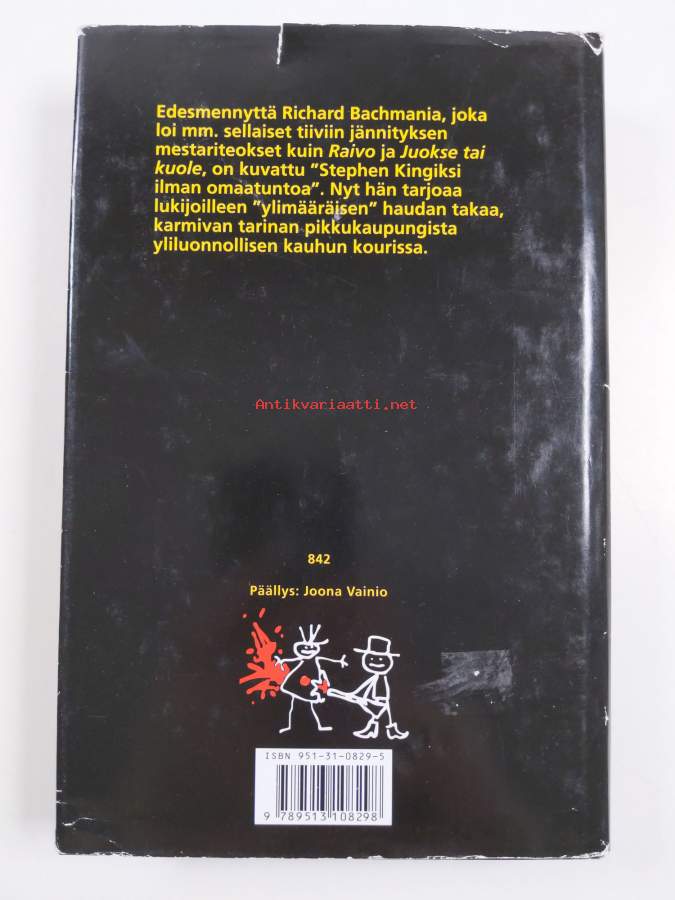 Edesmennyttä Richard Bachmania, joka
loi mm. sellaiset tiiviin jännityksen
mestariteokset kuin Raivo ja Juokse tai
kuole, on kuvattu ”Stephen Kingiksi
ilman omaatuntoa”. Nyt hän tarjoaa
lukijoilleen ”ylimääräisen” haudan takaa,
karmivan tarinan pikkukaupungista
yliluonnollisen kauhun kourissa.
Antikvariaatti.net
842
Päällys: Joona Vainio
ISBN 951-31-0829-5
9 789513 108298